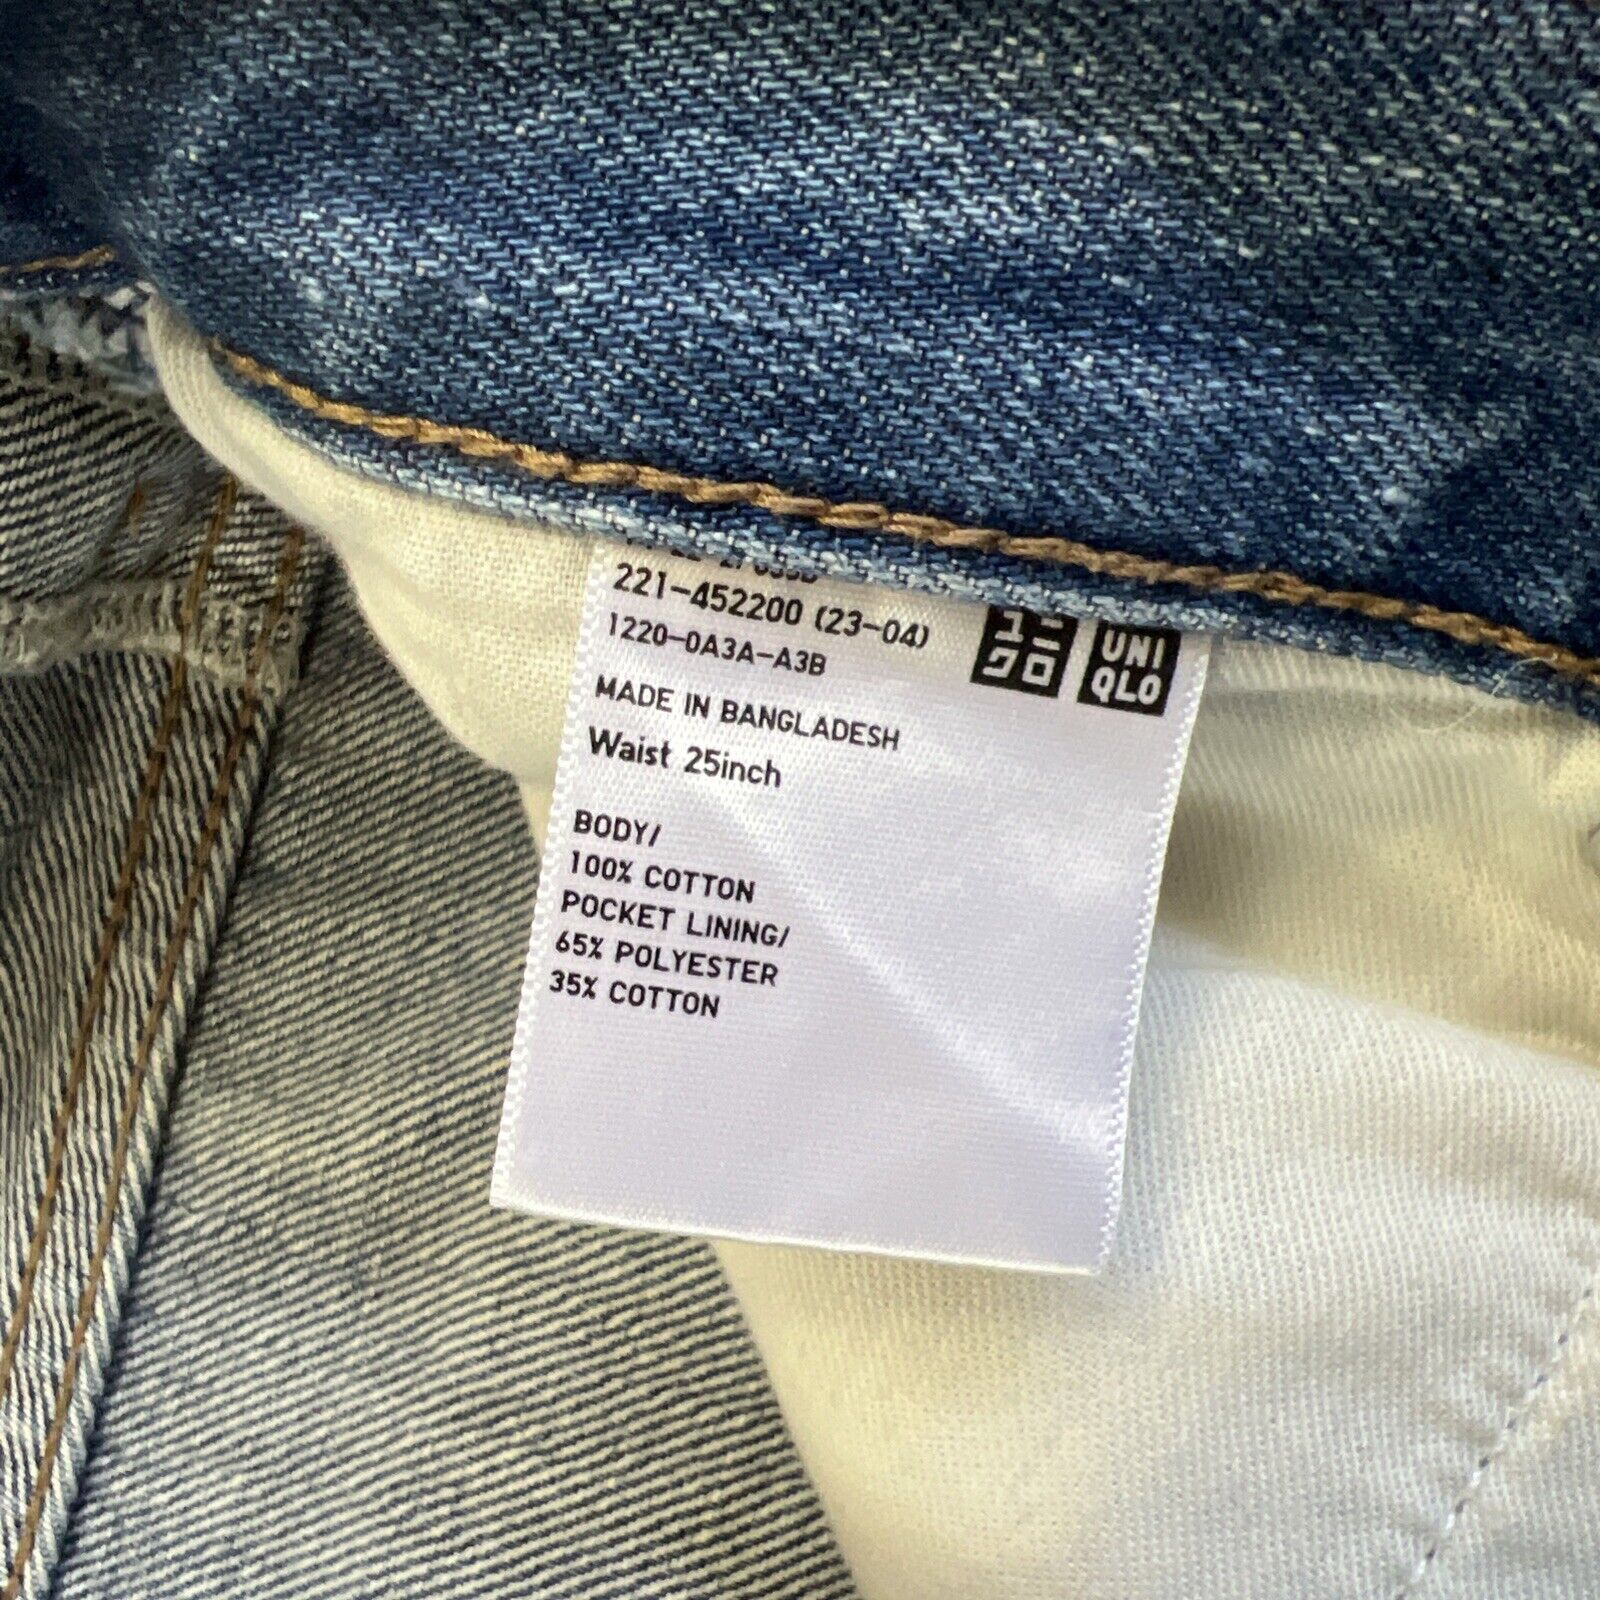 221-452200 (23-04)
1220-0A3A-A3B
ユニクロ
UNI
QLO
MADE IN BANGLADESH
Waist 25inch
BODY/
100% COTTON
POCKET LINING/
65% POLYESTER
35% COTTON